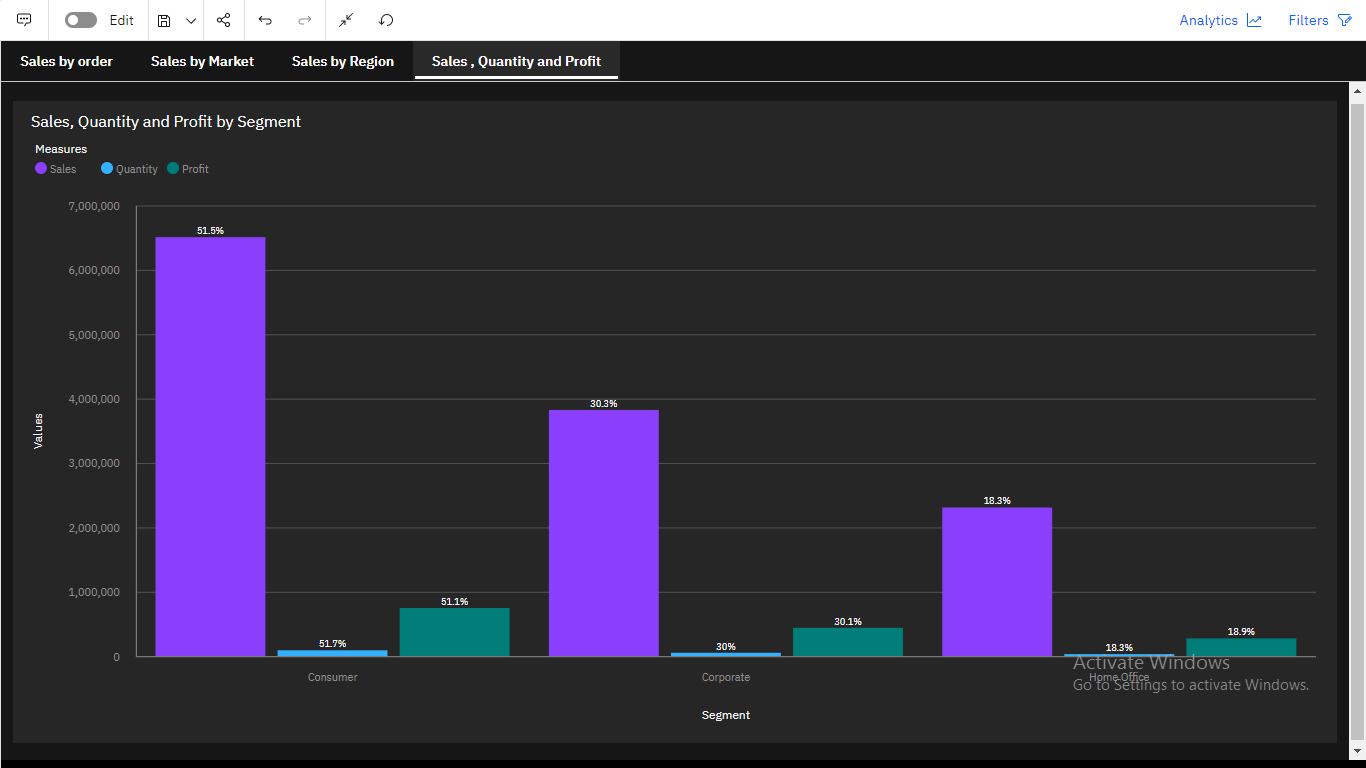 Edit
Analytics
Filters
Sales by order
Sales by Market
Sales by Region
Sales , Quantity and Profit
Sales, Quantity and Profit by Segment
Measures
Sales
Quantity
Profit
7,000,000
6,000,000
5,000,000
4,000,000
3,000,000
2,000,000
1,000,000
0
Values
51.5%
51.7%
51.1%
30.3%
30%
30.1%
18.3%
18.3%
18.9%
Consumer
Corporate
Home Office
Segment
Activate Windows
Go to Settings to activate Windows.